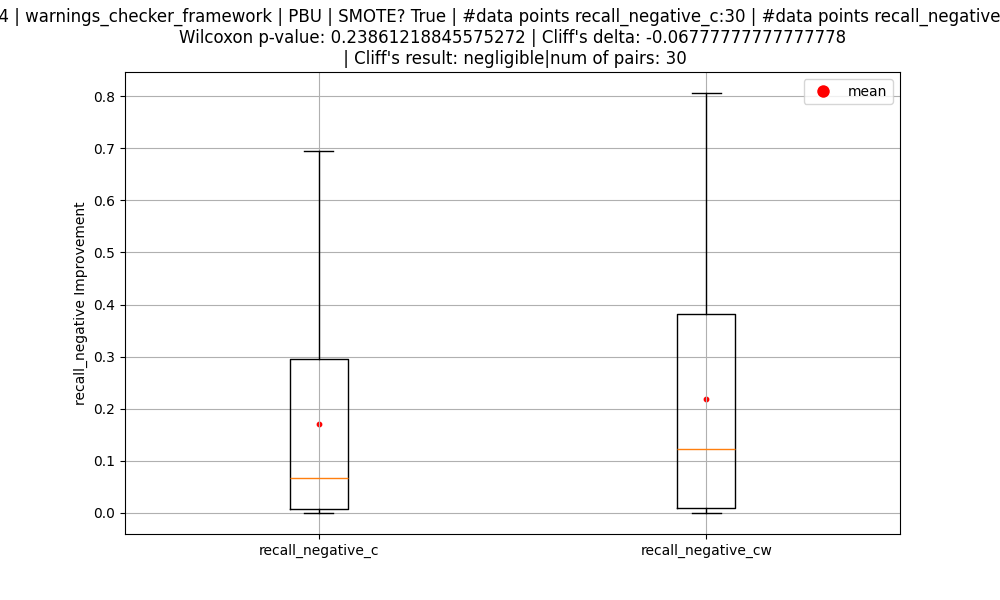 4 | warnings_checker_framework | PBU | SMOTE? True | #data points recall_negative_c:30 | #data points recall_negative
Wilcoxon p-value: 0.23861218845575272 | Cliff's delta: -0.06777777777777778
| Cliff's result: negligible|num of pairs: 30
mean
0.8
0.7
0.6
0.5
0.4
0.3
0.2
0.1
0.0
recall_negative Improvement
recall_negative_c
recall_negative_cw